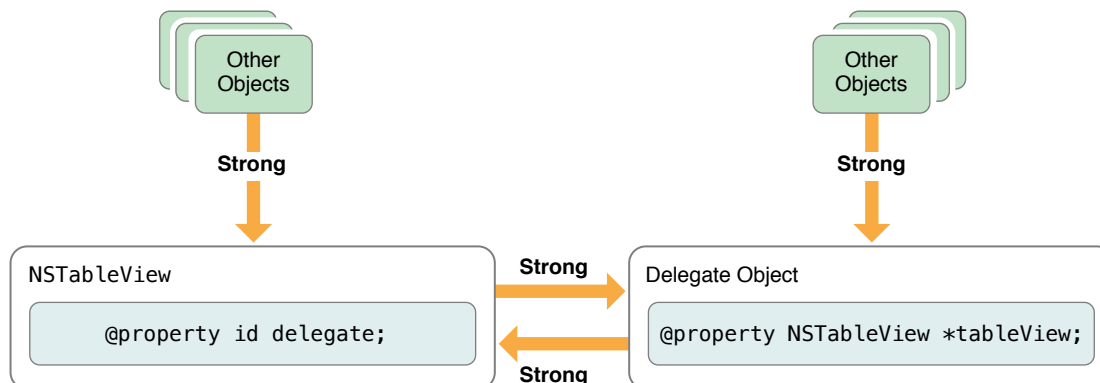 Other
Objects
Other
Objects
Strong
Strong
NSTableView
@property id delegate;
Strong
Strong
Delegate Object
@property NSTableView *tableView;